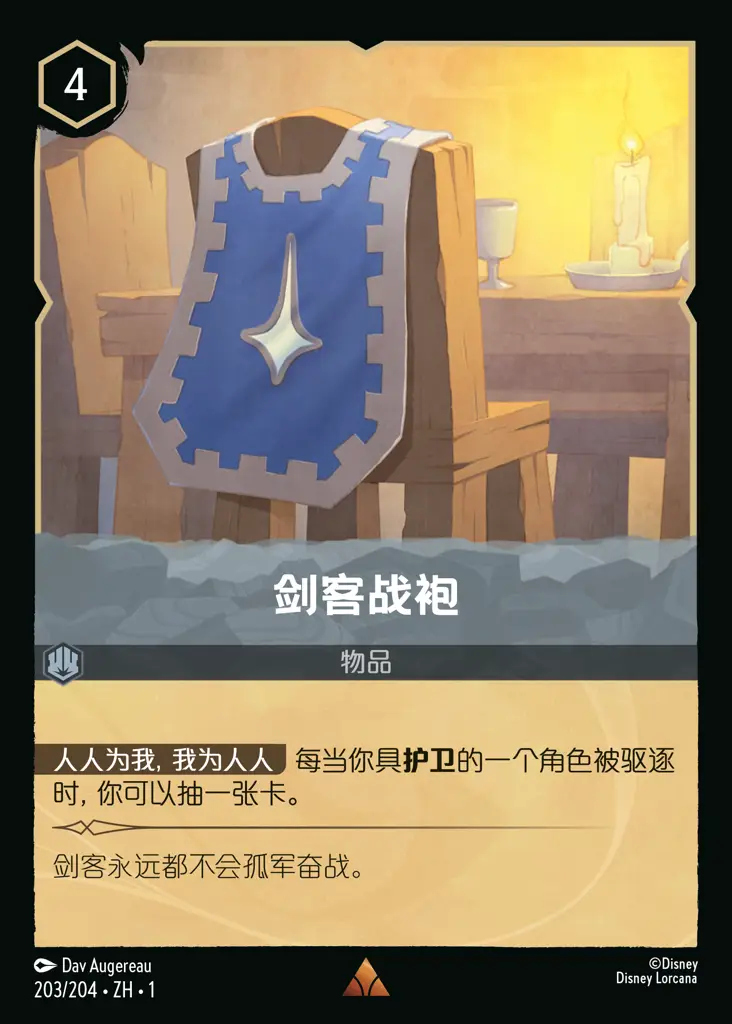 4
剑客战袍
物品
人人为我, 我为人人 每当你具护卫的一个角色被驱逐
时, 你可以抽一张卡。
剑客永远都不会孤军奋战。
Dav Augereau
203/204 • ZH • 1
©Disney
Disney Lorcana